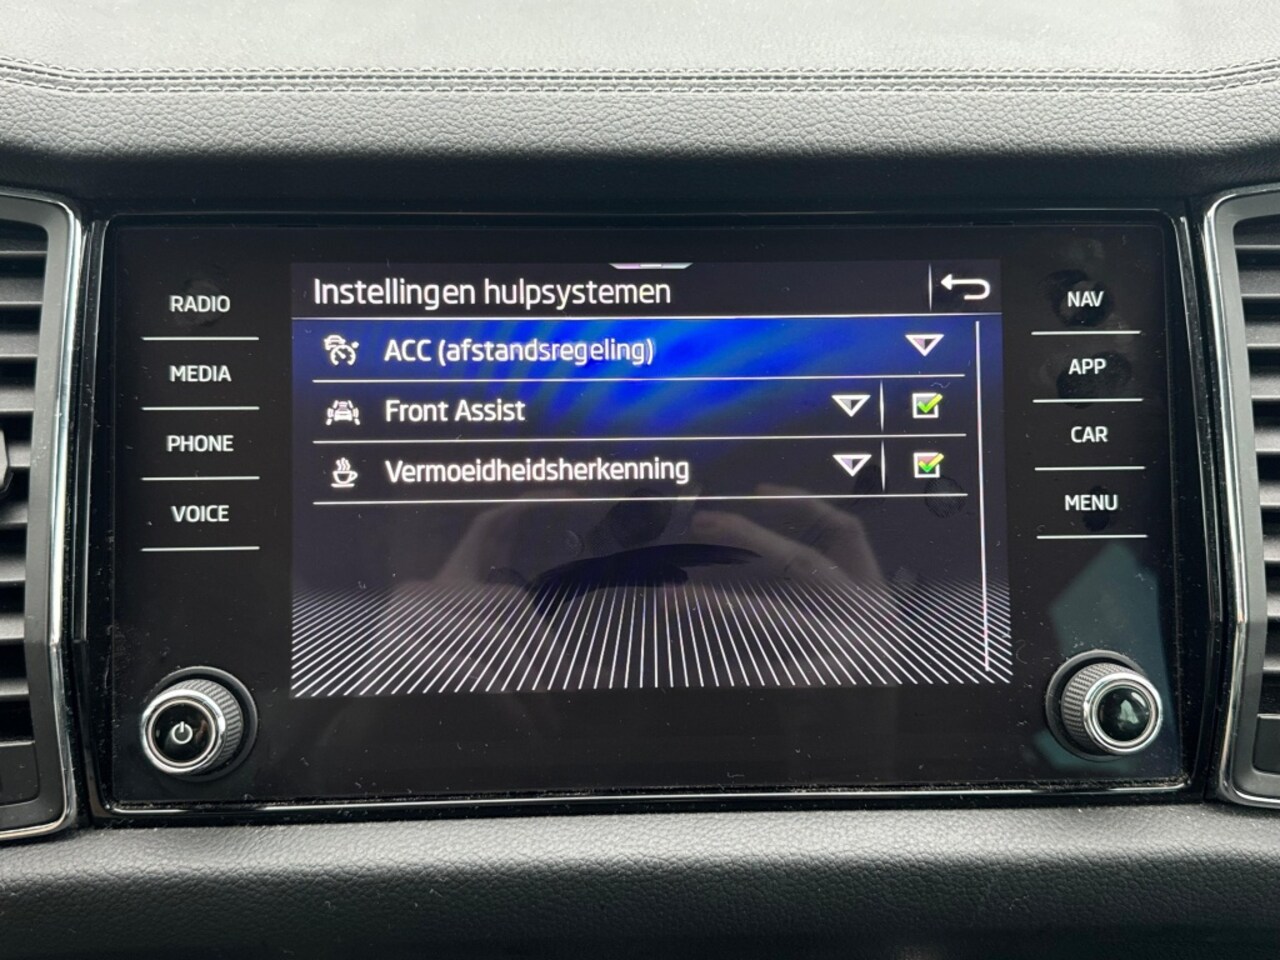 Instellingen hulpsystemen
ACC (afstandsregeling)
Front Assist
Vermoeidheidsherkenning
RADIO
MEDIA
PHONE
VOICE
NAV
APP
CAR
MENU